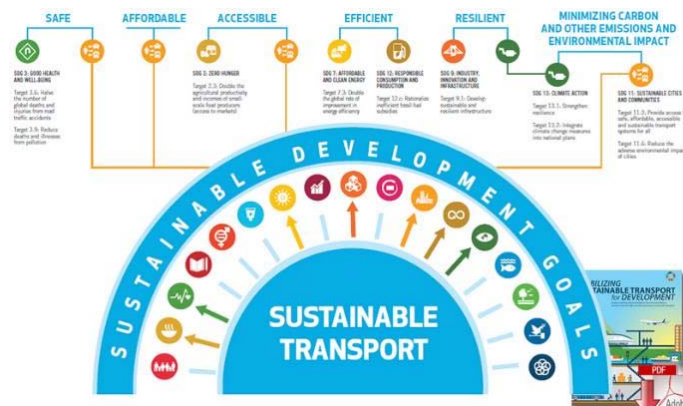 SAFE
AFFORDABLE
ACCESSIBLE
EFFICIENT
RESILIENT
MINIMIZING CARBON
AND OTHER EMISSIONS AND
ENVIRONMENTAL IMPACT
SDG 3: GOOD HEALTH
AND WELL-BEING
Target 3.6: Halve
the number of
global deaths and
injuries from road
traffic accidents
Target 3.9: Reduce
deaths and illnesses
from pollution
SDG 2: ZERO HUNGER
Target 2.3: Double the
agricultural productivity
and incomes of small-
scale food producers
(access to markets)
SDG 7: AFFORDABLE
AND CLEAN ENERGY
Target 7.3: Double
the global rate of
improvement in
energy efficiency
SDG 12: RESPONSIBLE
CONSUMPTION AND
PRODUCTION
Target 12.c: Rationalize
inefficient fossil-fuel
subsidies
SDG 9: INDUSTRY,
INNOVATION AND
INFRASTRUCTURE
Target 9.1: Develop
sustainable and
resilient infrastructure
SDG 13: CLIMATE ACTION
Target 13.1: Strengthen
resilience
Target 13.2: Integrate
climate change measures
into national plans
SDG 11: SUSTAINABLE CITIES
AND COMMUNITIES
Target 11.2: Provide access
safe, affordable, accessible
and sustainable transport
systems for all
Target 11.6: Reduce the
adverse environmental impa
of cities
SUSTAINABLE DEVELOPMENT GOALS
SUSTAINABLE
TRANSPORT
BILIZING
TAINABLE TRANSPORT
for DEVELOPMENT
PDF
Adob